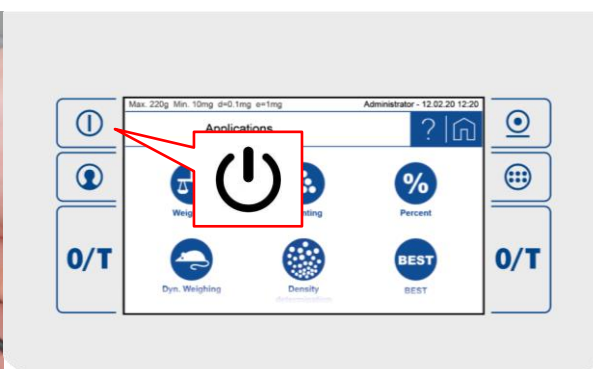 Max. 220g Min. 10mg d=0.1mg e=1mg
Administrator - 12.02.20 12:20
Applications
?
%
Percent
0/T
0/T
BEST
Dyn. Weighing
Density
determination
BEST